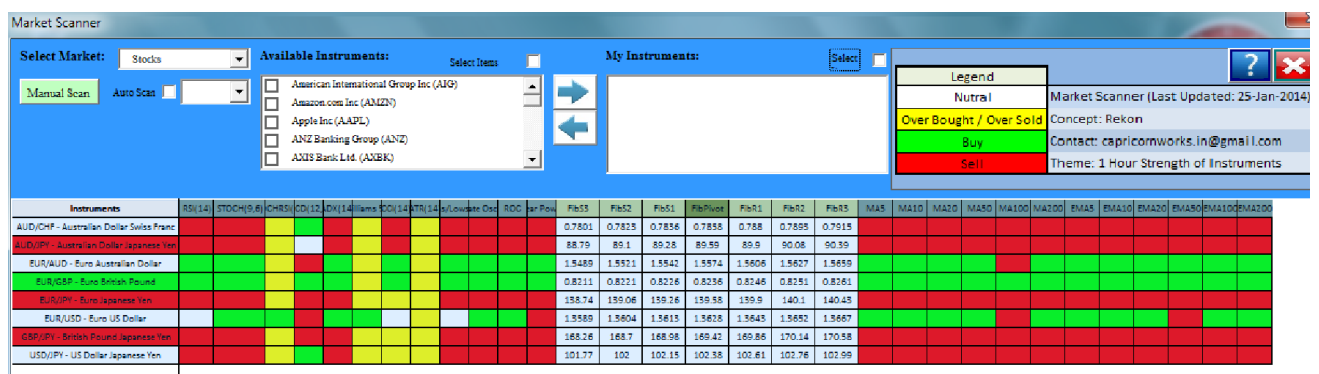 Market Scanner
Select Market: Stocks
Manual Scan Auto Scan
Available Instruments: Select Items
American International Group Inc (AIG)
Amazon.com Inc (AMZN)
Apple Inc (AAPL)
ANZ Banking Group (ANZ)
AXIS Bank Ltd. (AXBK)
My Instruments: Select
?
Legend
Nutral
Over Bought / Over Sold
Buy
Sell
Market Scanner (Last Updated: 25-Jan-2014)
Concept: Rekon
Contact: capricornworks.in@gmail.com
Theme: 1 Hour Strength of Instruments
Instruments RSI(14) STOCH(9,6) ROC FibS3 FibS2 FibS1 FibPivot FibR1 FibR2 FibR3 MA5 MA10 MA20 MA50 MA100 MA200 EMA5 EMA10 EMA20 EMA50 EMA100 EMA200
AUD/CHF - Australian Dollar Swiss Franc 0.7801 0.7823 0.7836 0.7858 0.788 0.7893 0.7915
AUD/JPY - Australian Dollar Japanese Yen 88.79 89.1 89.28 89.59 89.9 90.08 90.39
EUR/AUD - Euro Australian Dollar 1.5489 1.5521 1.5542 1.5574 1.5606 1.5627 1.5659
EUR/GBP - Euro British Pound 0.8211 0.8221 0.8226 0.8236 0.8246 0.8251 0.8261
EUR/JPY - Euro Japanese Yen 138.74 139.06 139.26 139.58 139.9 140.1 140.43
EUR/USD - Euro US Dollar 1.3589 1.3604 1.3613 1.3628 1.3643 1.3652 1.3667
GBP/JPY - British Pound Japanese Yen 168.26 168.7 168.98 169.42 169.86 170.14 170.58
USD/JPY - US Dollar Japanese Yen 101.77 102 102.15 102.38 102.61 102.76 102.99